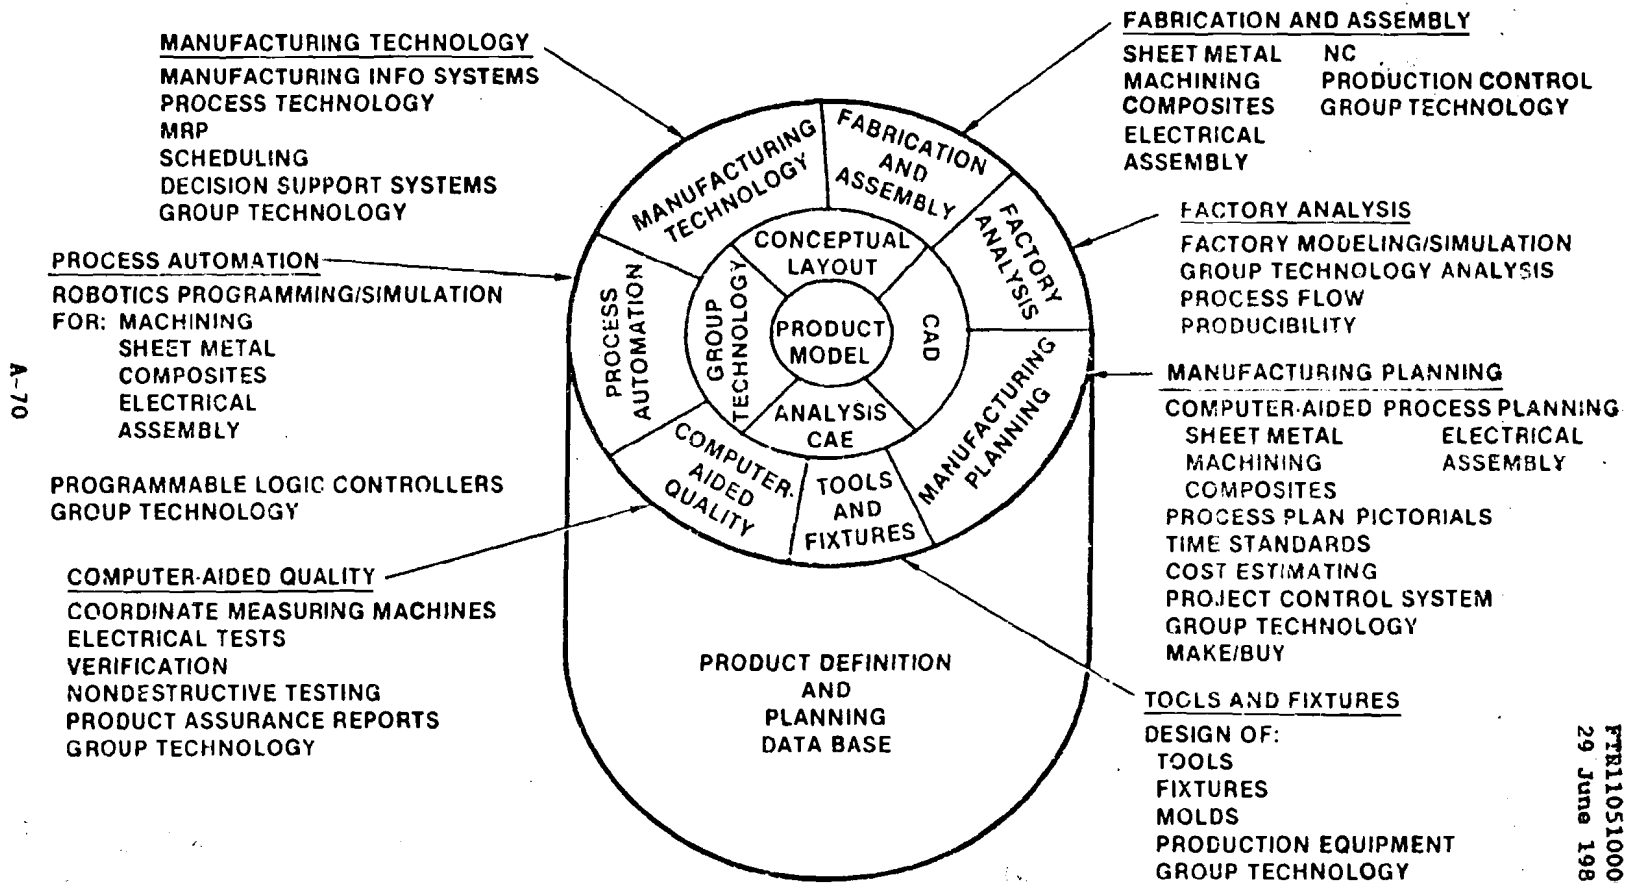 MANUFACTURING TECHNOLOGY
MANUFACTURING INFO SYSTEMS
PROCESS TECHNOLOGY
MRP
SCHEDULING
DECISION SUPPORT SYSTEMS
GROUP TECHNOLOGY
PROCESS AUTOMATION
ROBOTICS PROGRAMMING/SIMULATION
FOR: MACHINING
SHEET METAL
COMPOSITES
ELECTRICAL
ASSEMBLY
PROGRAMMABLE LOGIC CONTROLLERS
GROUP TECHNOLOGY
COMPUTER-AIDED QUALITY
COORDINATE MEASURING MACHINES
ELECTRICAL TESTS
VERIFICATION
NONDESTRUCTIVE TESTING
PRODUCT ASSURANCE REPORTS
GROUP TECHNOLOGY
A-70
MANUFACTURING
TECHNOLOGY
FABRICATION
AND
ASSEMBLY
FACTORY
ANALYSIS
MANUFACTURING
PLANNING
TOOLS
AND
FIXTURES
COMPUTER-
AIDED
QUALITY
PROCESS
AUTOMATION
CONCEPTUAL
LAYOUT
CAD
ANALYSIS
CAE
GROUP
TECHNOLOGY
PRODUCT
MODEL
PRODUCT DEFINITION
AND
PLANNING
DATA BASE
FABRICATION AND ASSEMBLY
SHEET METAL NC
MACHINING PRODUCTION CONTROL
COMPOSITES GROUP TECHNOLOGY
ELECTRICAL
ASSEMBLY
FACTORY ANALYSIS
FACTORY MODELING/SIMULATION
GROUP TECHNOLOGY ANALYSIS
PROCESS FLOW
PRODUCIBILITY
MANUFACTURING PLANNING
COMPUTER-AIDED PROCESS PLANNING
SHEET METAL ELECTRICAL
MACHINING ASSEMBLY
COMPOSITES
PROCESS PLAN PICTORIALS
TIME STANDARDS
COST ESTIMATING
PROJECT CONTROL SYSTEM
GROUP TECHNOLOGY
MAKE/BUY
TOOLS AND FIXTURES
DESIGN OF:
TOOLS
FIXTURES
MOLDS
PRODUCTION EQUIPMENT
GROUP TECHNOLOGY
FTR11051000
29 June 198